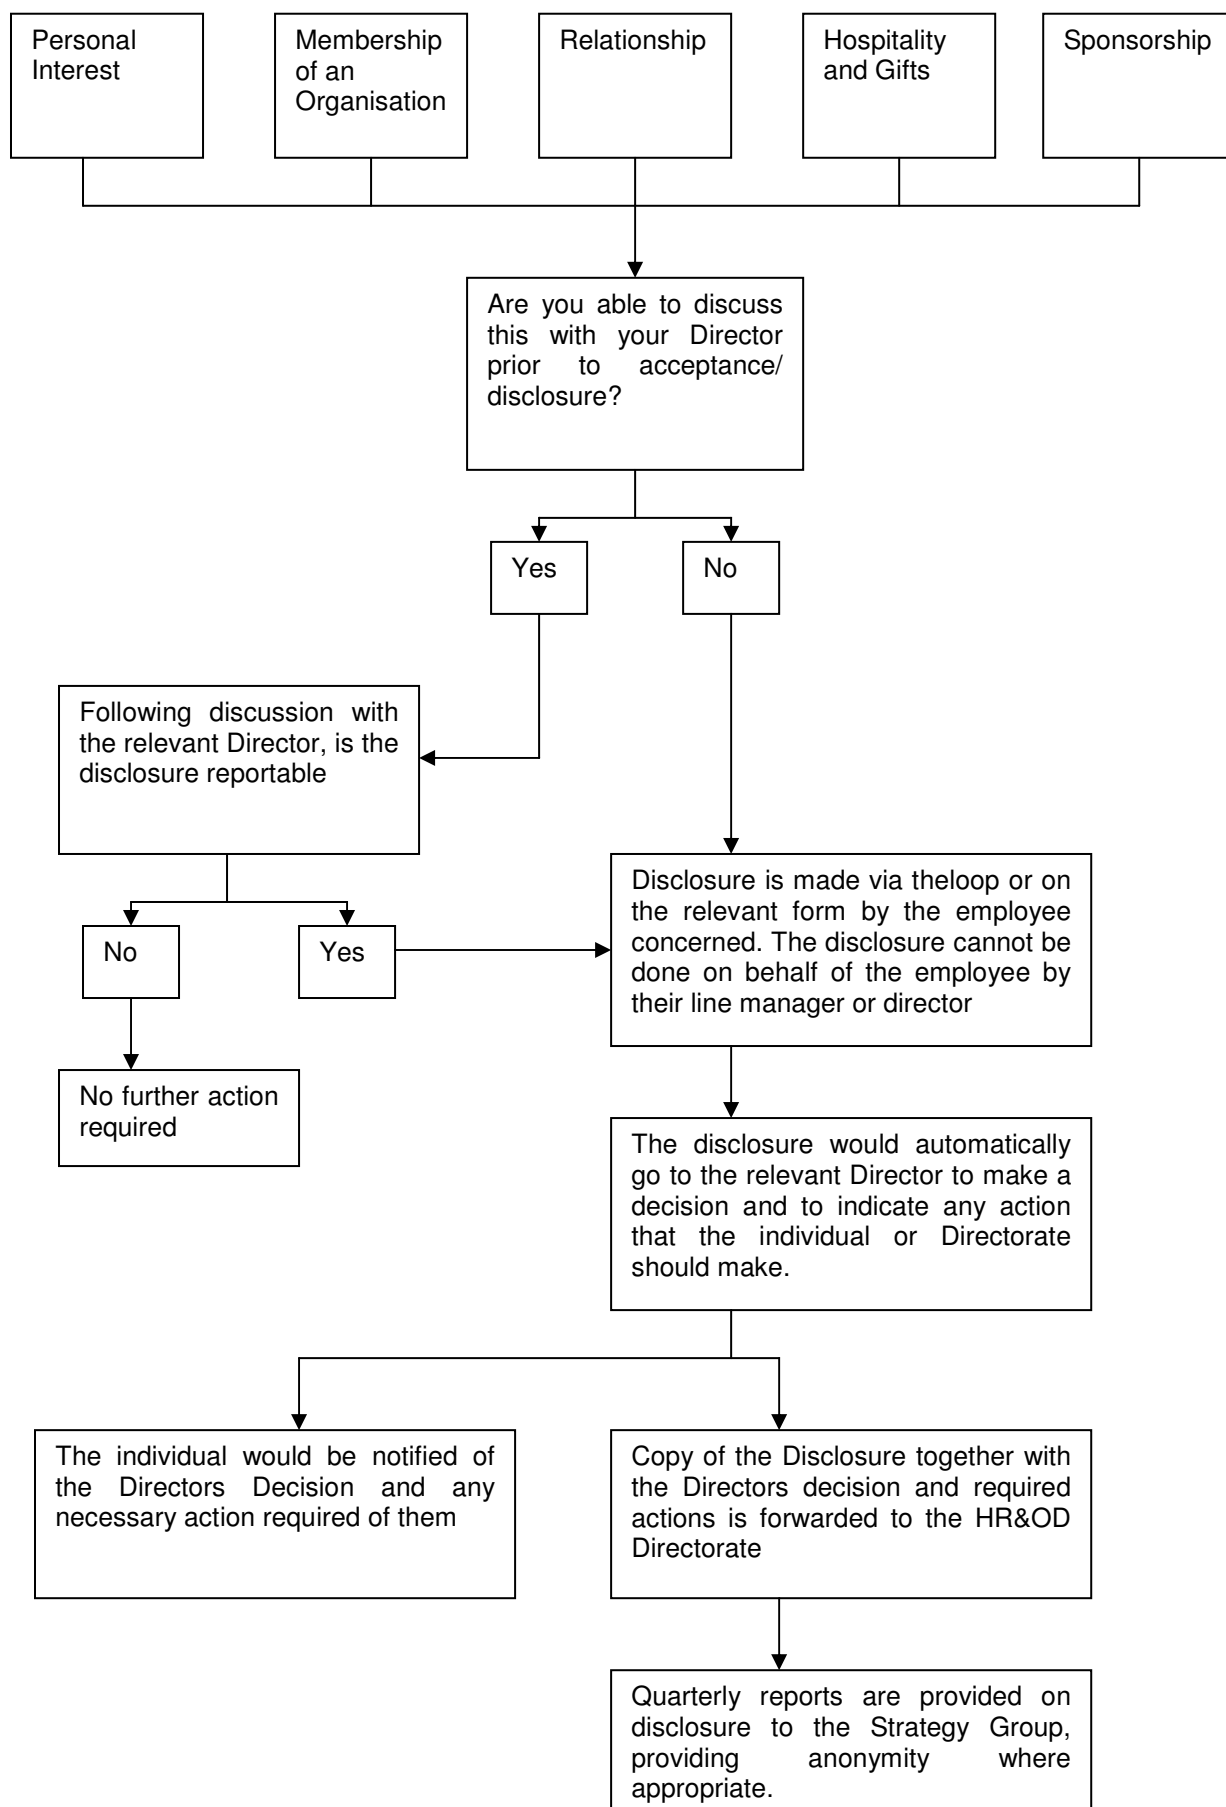 Personal
Interest
Membership
of an
Organisation
Relationship
Hospitality
and Gifts
Sponsorship
Are you able to discuss
this with your Director
prior to acceptance/
disclosure?
Yes
No
Following discussion with
the relevant Director, is the
disclosure reportable
Disclosure is made via theloop or on
the relevant form by the employee
concerned. The disclosure cannot be
done on behalf of the employee by
their line manager or director
No
Yes
No further action
required
The disclosure would automatically
go to the relevant Director to make a
decision and to indicate any action
that the individual or Directorate
should make.
The individual would be notified of
the Directors Decision and any
necessary action required of them
Copy of the Disclosure together with
the Directors decision and required
actions is forwarded to the HR&OD
Directorate
Quarterly reports are provided on
disclosure to the Strategy Group,
providing anonymity where
appropriate.